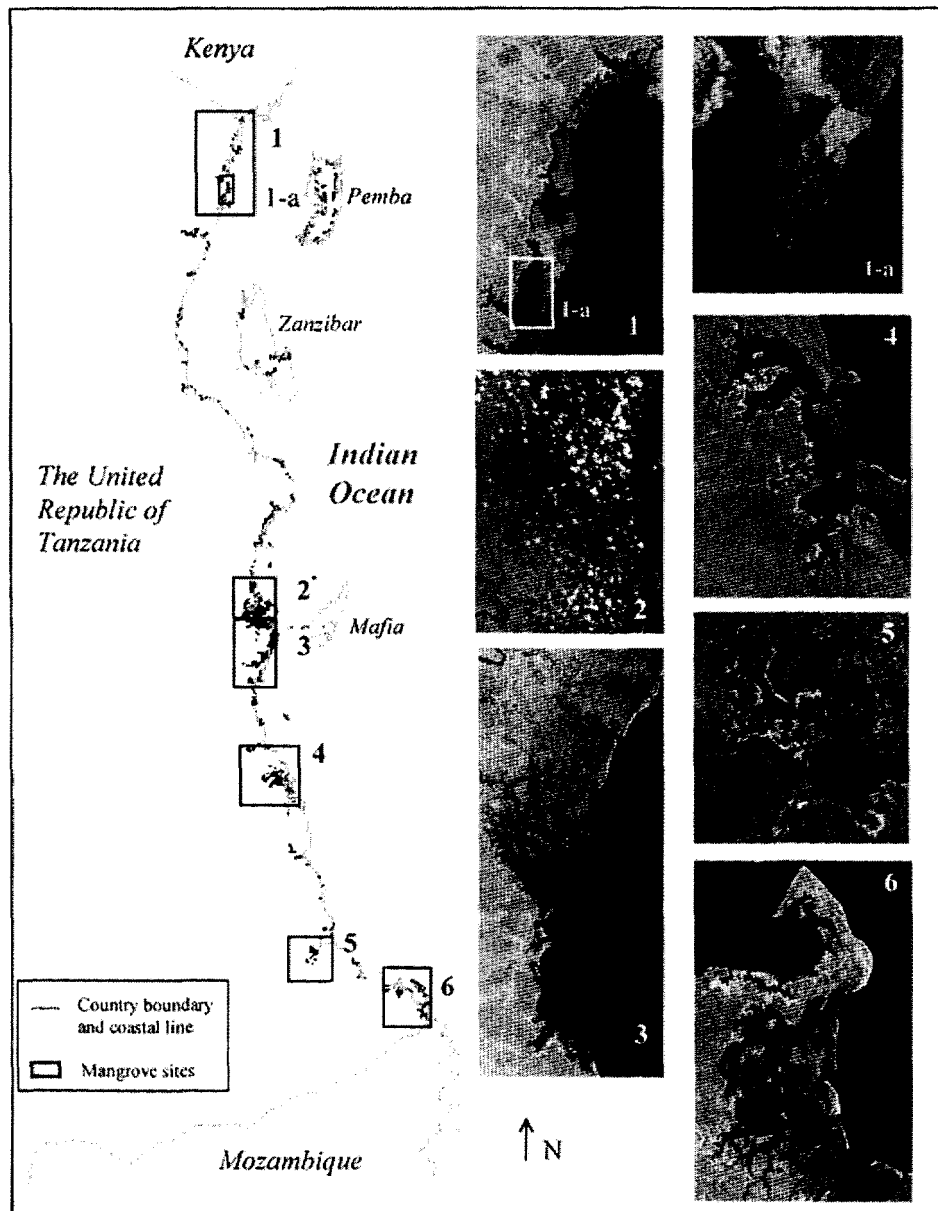 Kenya
1
1-a
Pemba
Zanzibar
Indian
Ocean
The United
Republic of
Tanzania
2
Mafia
3
4
5
6
Country boundary
and coastal line
Mangrove sites
Mozambique
N
1-a
1
1-a
2
3
4
5
6